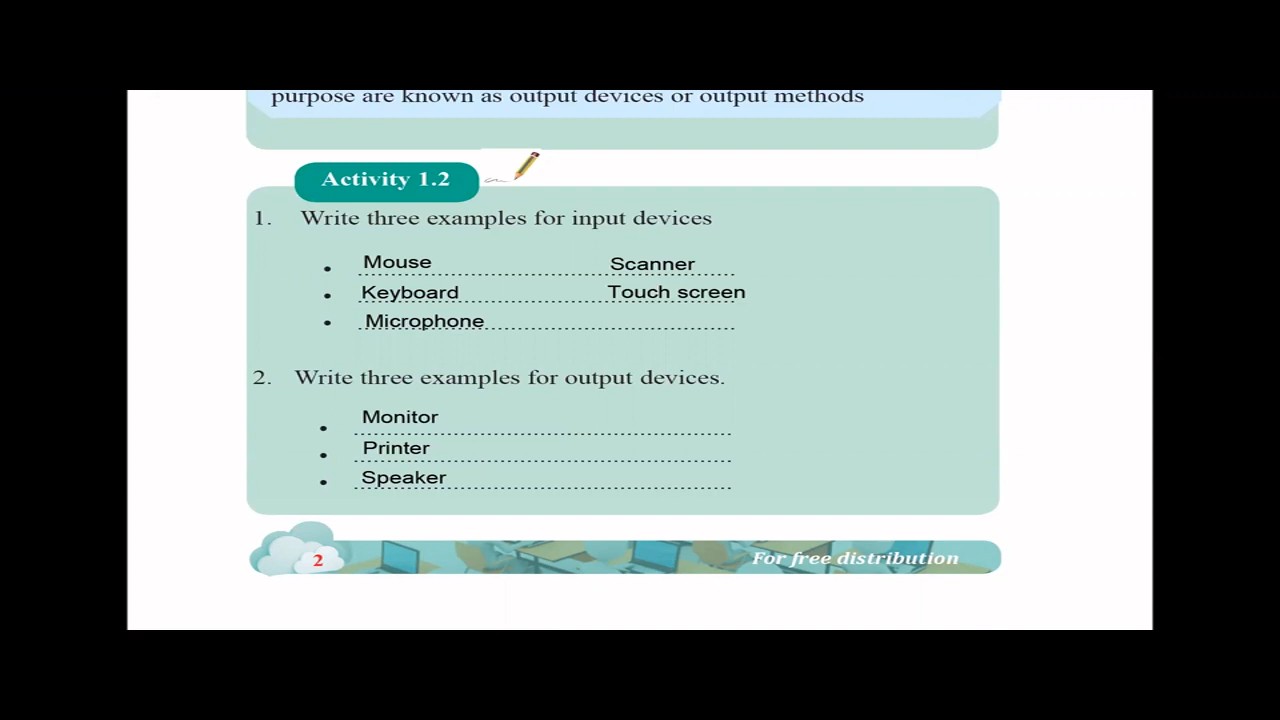 purpose are known as output devices or output methods
Activity 1.2
1. Write three examples for input devices
• Mouse Scanner
• Keyboard Touch screen
• Microphone
2. Write three examples for output devices.
• Monitor
• Printer
• Speaker
2 For free distribution